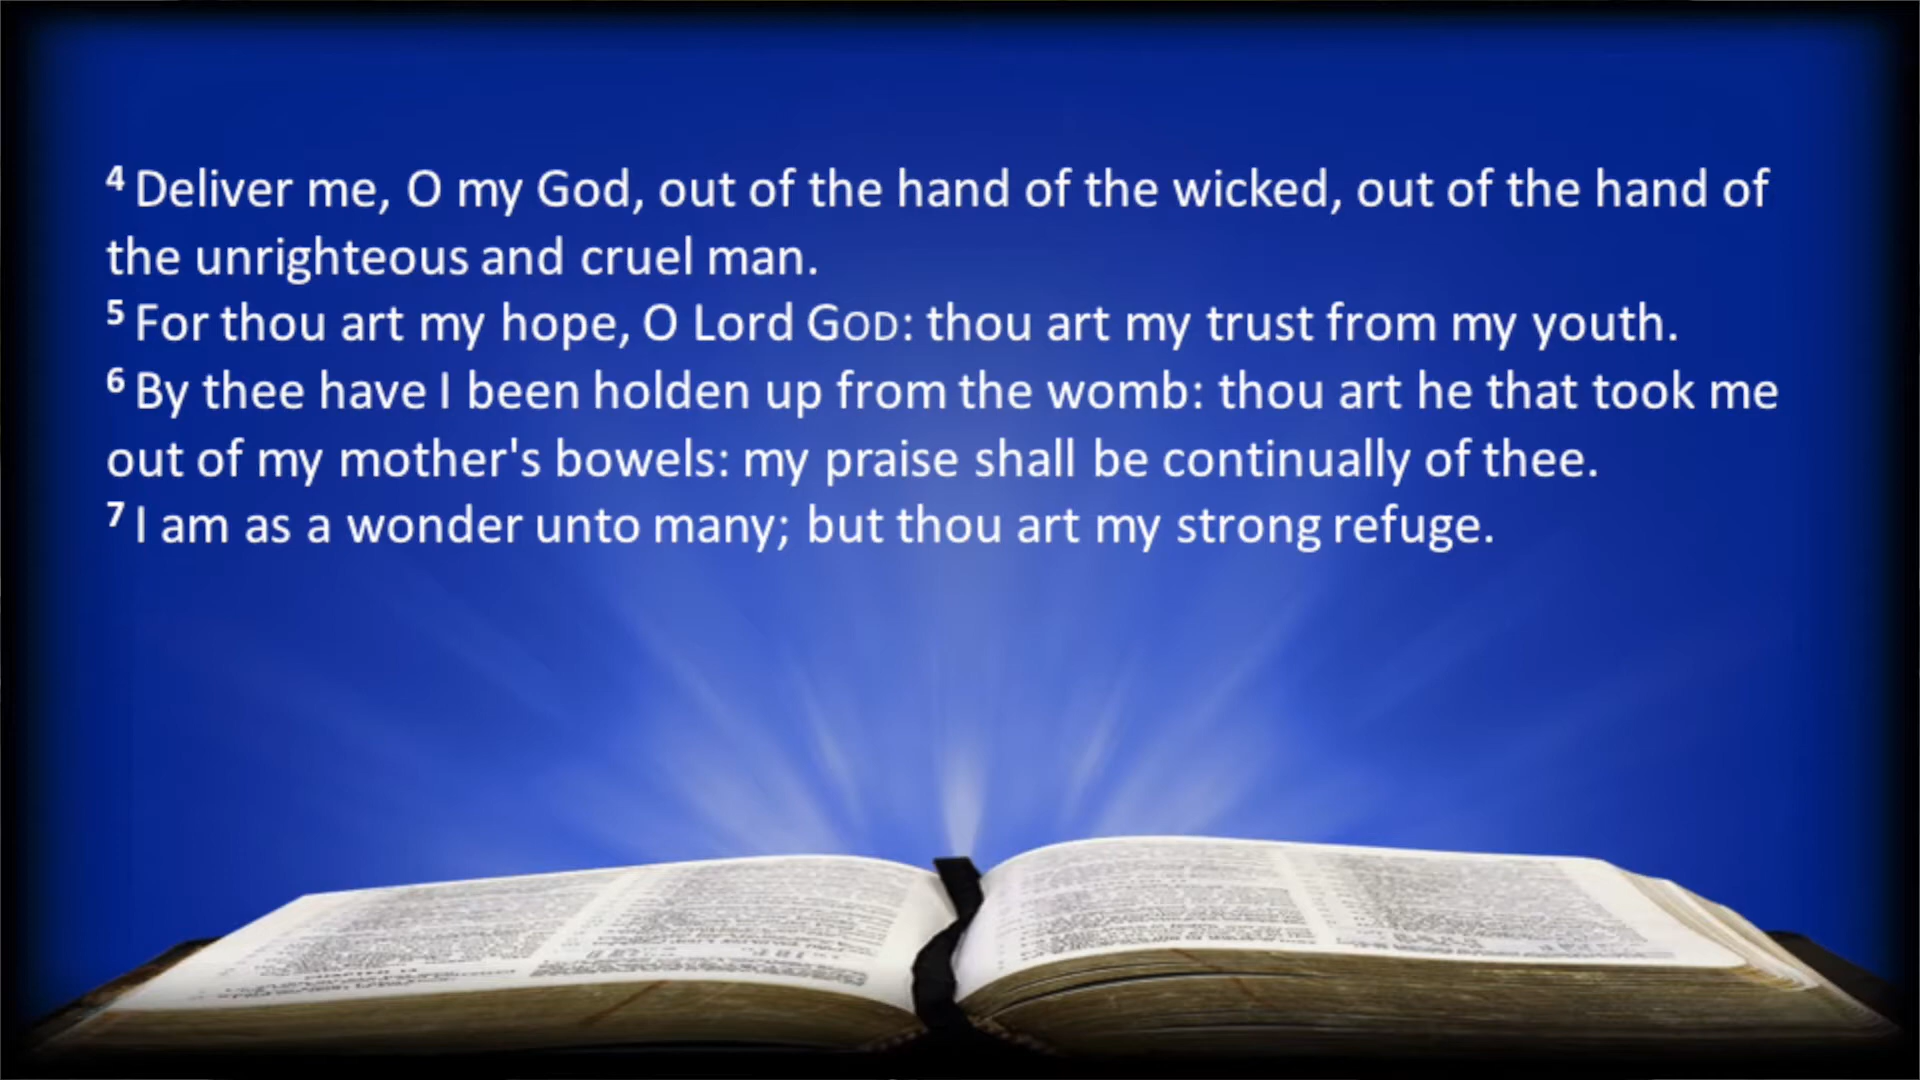 4 Deliver me, O my God, out of the hand of the wicked, out of the hand of
the unrighteous and cruel man.
5 For thou art my hope, O Lord GOD: thou art my trust from my youth.
6 By thee have I been holden up from the womb: thou art he that took me
out of my mother's bowels: my praise shall be continually of thee.
7 I am as a wonder unto many; but thou art my strong refuge.